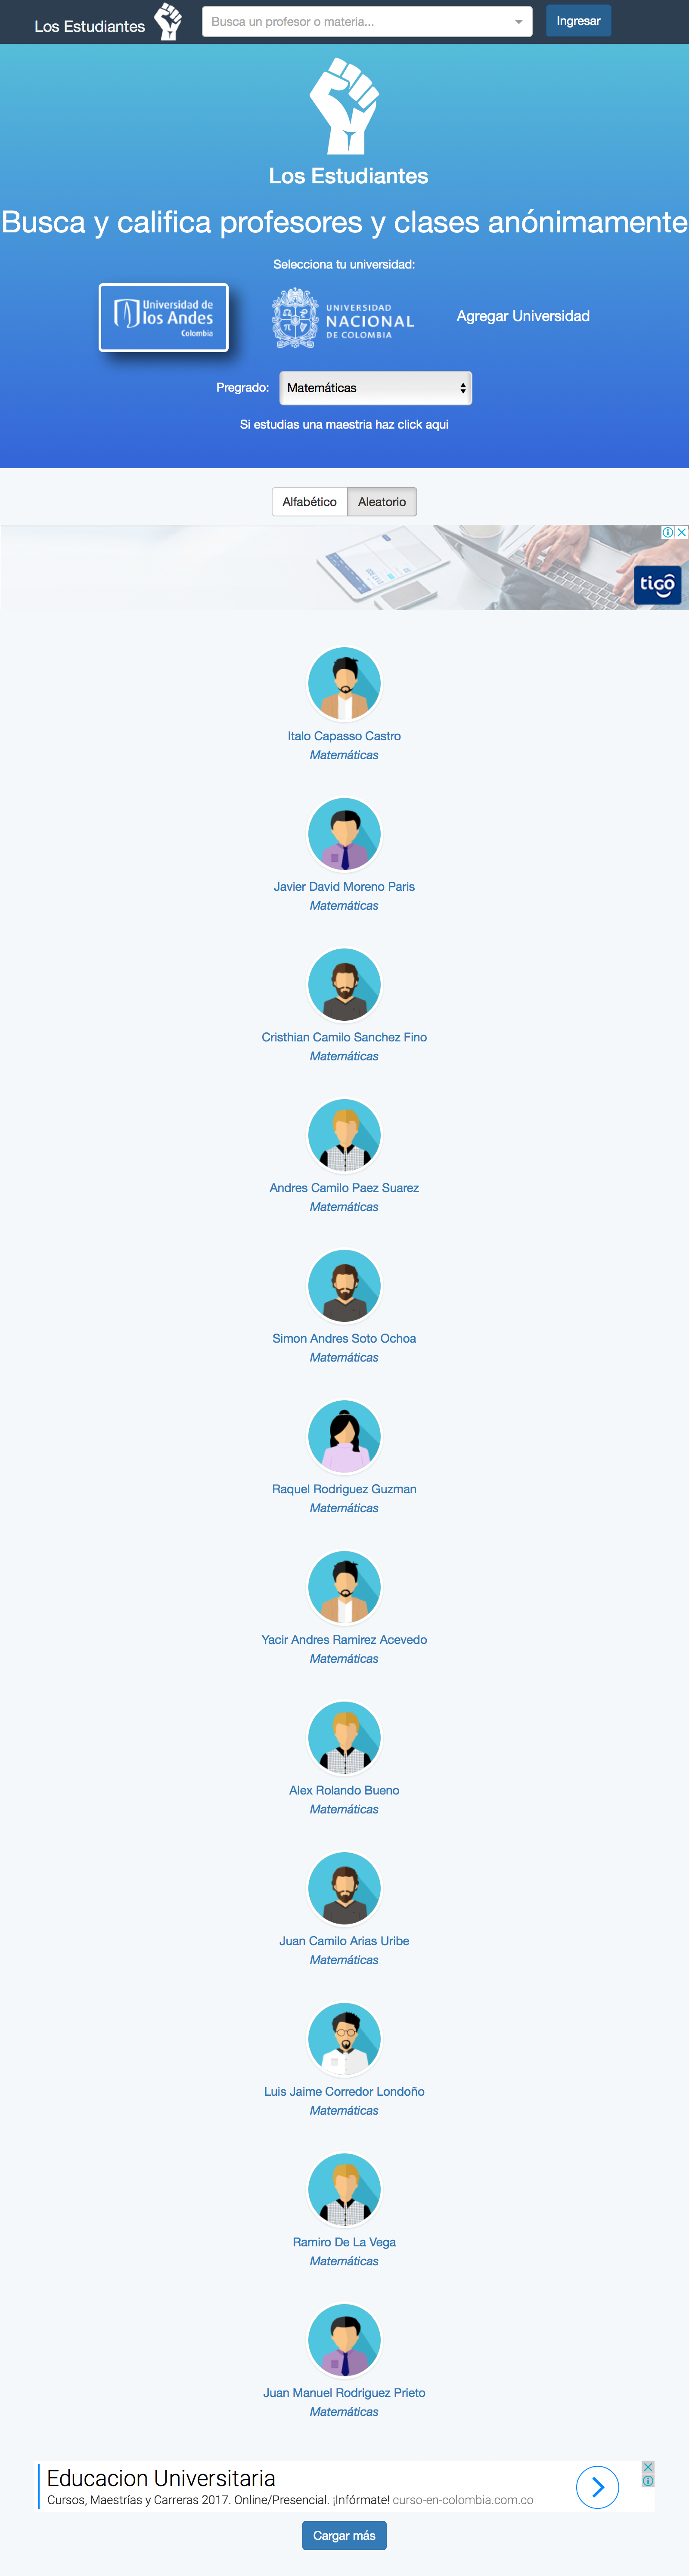 Los Estudiantes
Busca un profesor o materia...
Ingresar
Los Estudiantes
Busca y califica profesores y clases anónimamente
Selecciona tu universidad:
Universidad de
los Andes
Colombia
UNIVERSIDAD
NACIONAL
DE COLOMBIA
Agregar Universidad
Pregrado:
Matemáticas
Si estudias una maestria haz click aqui
Alfabético
Aleatorio
tigô
Italo Capasso Castro
Matemáticas
Javier David Moreno Paris
Matemáticas
Cristhian Camilo Sanchez Fino
Matemáticas
Andres Camilo Paez Suarez
Matemáticas
Simon Andres Soto Ochoa
Matemáticas
Raquel Rodriguez Guzman
Matemáticas
Yacir Andres Ramirez Acevedo
Matemáticas
Alex Rolando Bueno
Matemáticas
Juan Camilo Arias Uribe
Matemáticas
Luis Jaime Corredor Londoño
Matemáticas
Ramiro De La Vega
Matemáticas
Juan Manuel Rodriguez Prieto
Matemáticas
Educacion Universitaria
Cursos, Maestrías y Carreras 2017. Online/Presencial. ¡Infórmate! curso-en-colombia.com.co
Cargar más